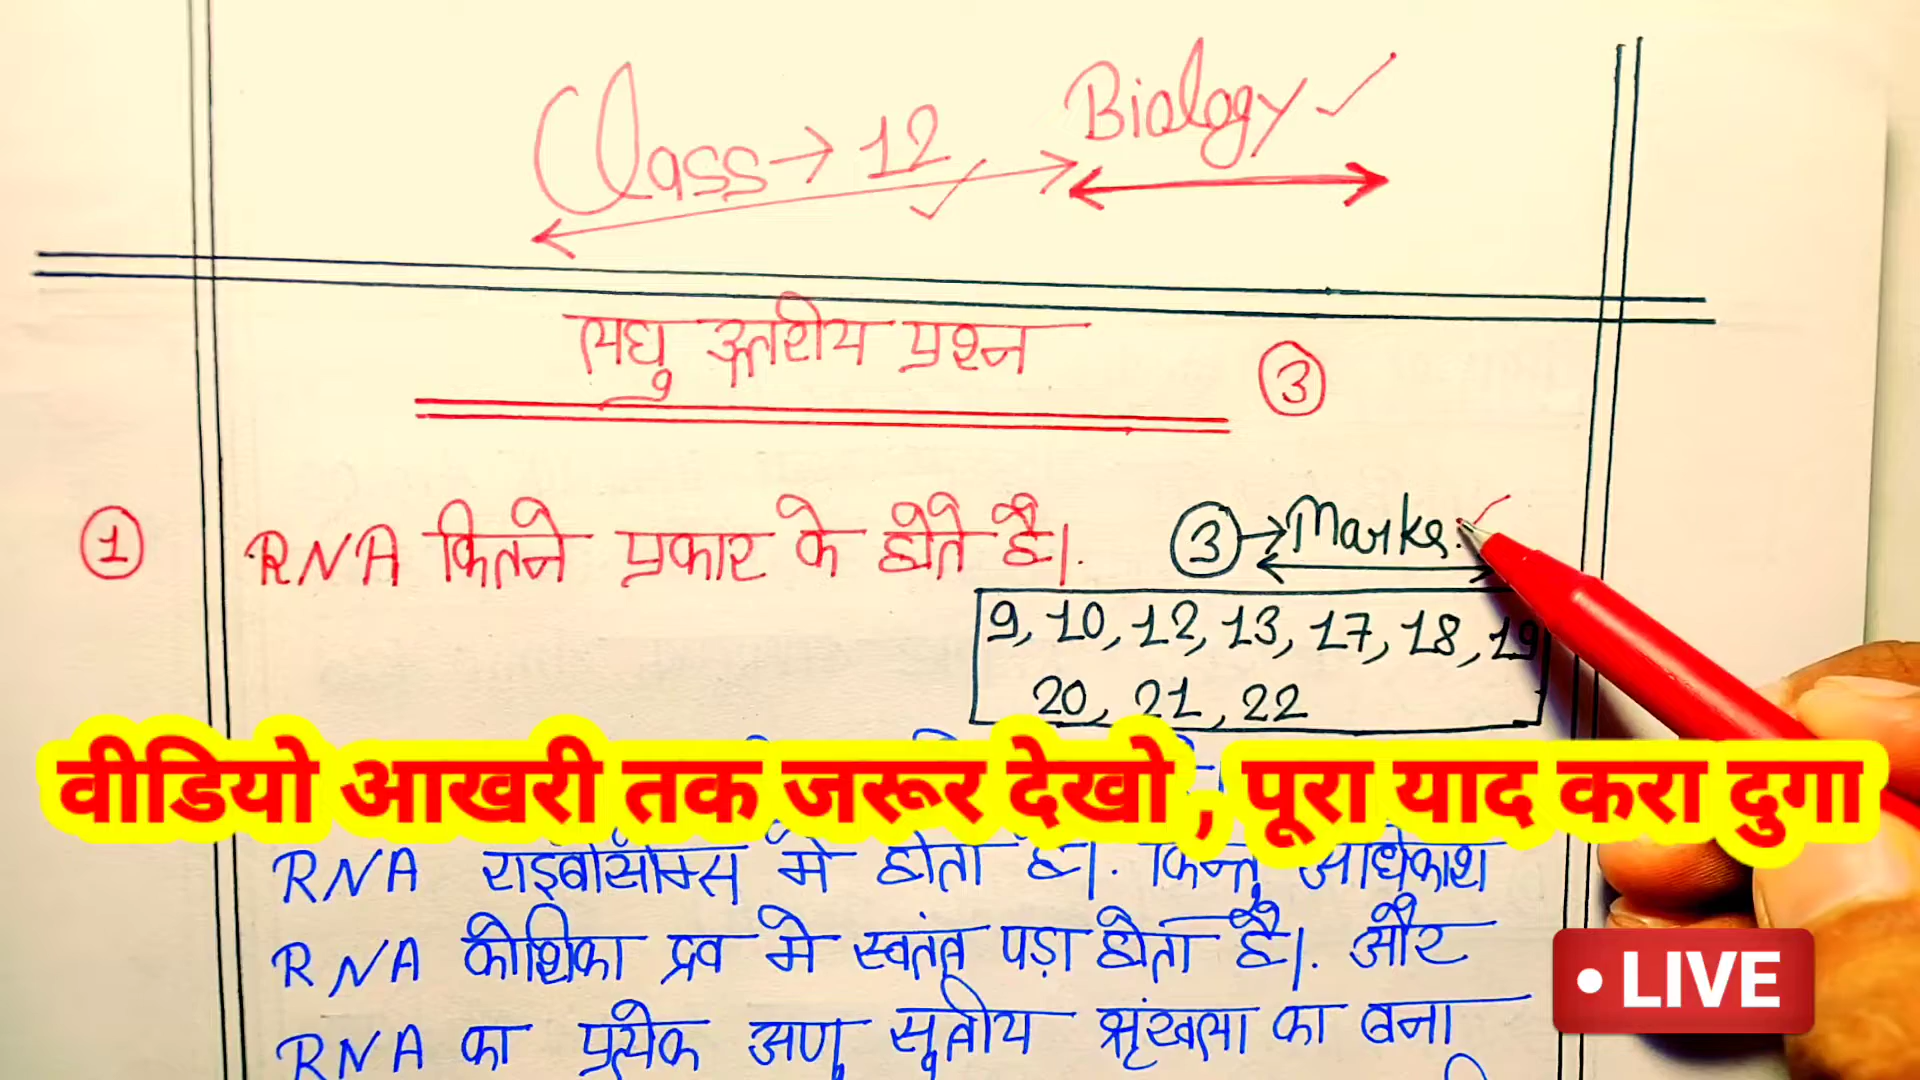 Class → 12 Biology ✓
लघु उत्तरीय प्रश्न ③
① RNA कितने प्रकार के होते है।.
③ → Marks.
9, 10, 12, 13, 17, 18, 19
20, 21, 22
वीडियो आखरी तक जरूर देखो , पूरा याद करा दुगा
RNA राइबोसोम्स में होता है।. किन्तु अधिकांश
RNA कोशिका द्रव मे स्वतंत्र पड़ा होता है।. और
• LIVE
RNA का प्रत्येक अणु सूत्रीय श्रृंखला का बना